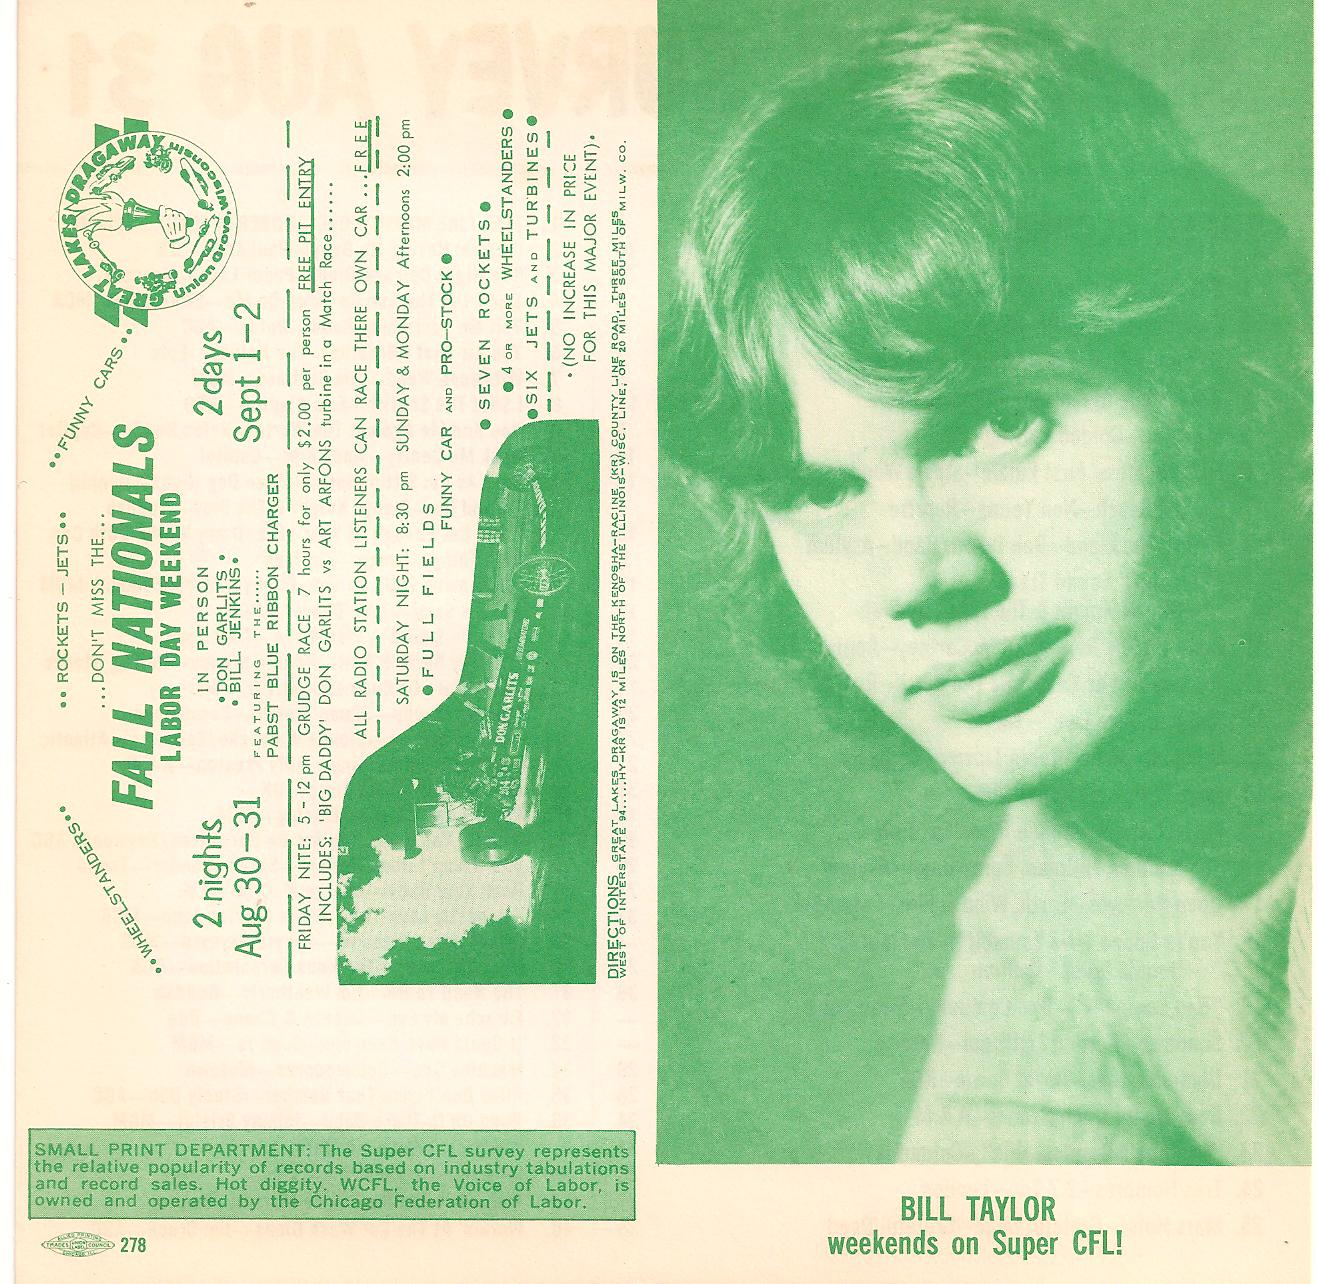 GREAT LAKES DRAGAWAY
Union Grove, Wisconsin
••WHEELSTANDERS••
••ROCKETS–JETS••
••FUNNY CARS••
...DON'T MISS THE...
FALL NATIONALS
LABOR DAY WEEKEND
2 nights
Aug 30–31
IN PERSON
•DON GARLITS•
•BILL JENKINS•
FEATURING THE.....
PABST BLUE RIBBON CHARGER
2days
Sept 1–2
FRIDAY NITE: 5 – 12 pm GRUDGE RACE 7 hours for only $2.00 per person FREE PIT ENTRY
INCLUDES: 'BIG DADDY' DON GARLITS vs ART ARFONS turbine in a Match Race......
ALL RADIO STATION LISTENERS CAN RACE THERE OWN CAR...FREE
SATURDAY NIGHT: 8:30 pm SUNDAY & MONDAY Afternoons 2:00 pm
•FULL FIELDS
FUNNY CAR AND PRO–STOCK•
•SEVEN ROCKETS•
•4 OR MORE WHEELSTANDERS•
•SIX JETS AND TURBINES•
•(NO INCREASE IN PRICE
FOR THIS MAJOR EVENT)•
DON GARLITS
DIRECTIONS GREAT LAKES DRAGAWAY IS ON THE KENOSHA-RACINE (KR) COUNTY LINE ROAD, THREE MILES
WEST OF INTERSTATE 94.....HY-KR IS 12 MILES NORTH OF THE ILLINOIS-WISC. LINE, OR 20 MILES SOUTH OF MILW. CO.
SMALL PRINT DEPARTMENT: The Super CFL survey represents
the relative popularity of records based on industry tabulations
and record sales. Hot diggity. WCFL, the Voice of Labor, is
owned and operated by the Chicago Federation of Labor.
ALLIED PRINTING
TRADES UNION LABEL COUNCIL
CHICAGO, ILL.
278
BILL TAYLOR
weekends on Super CFL!